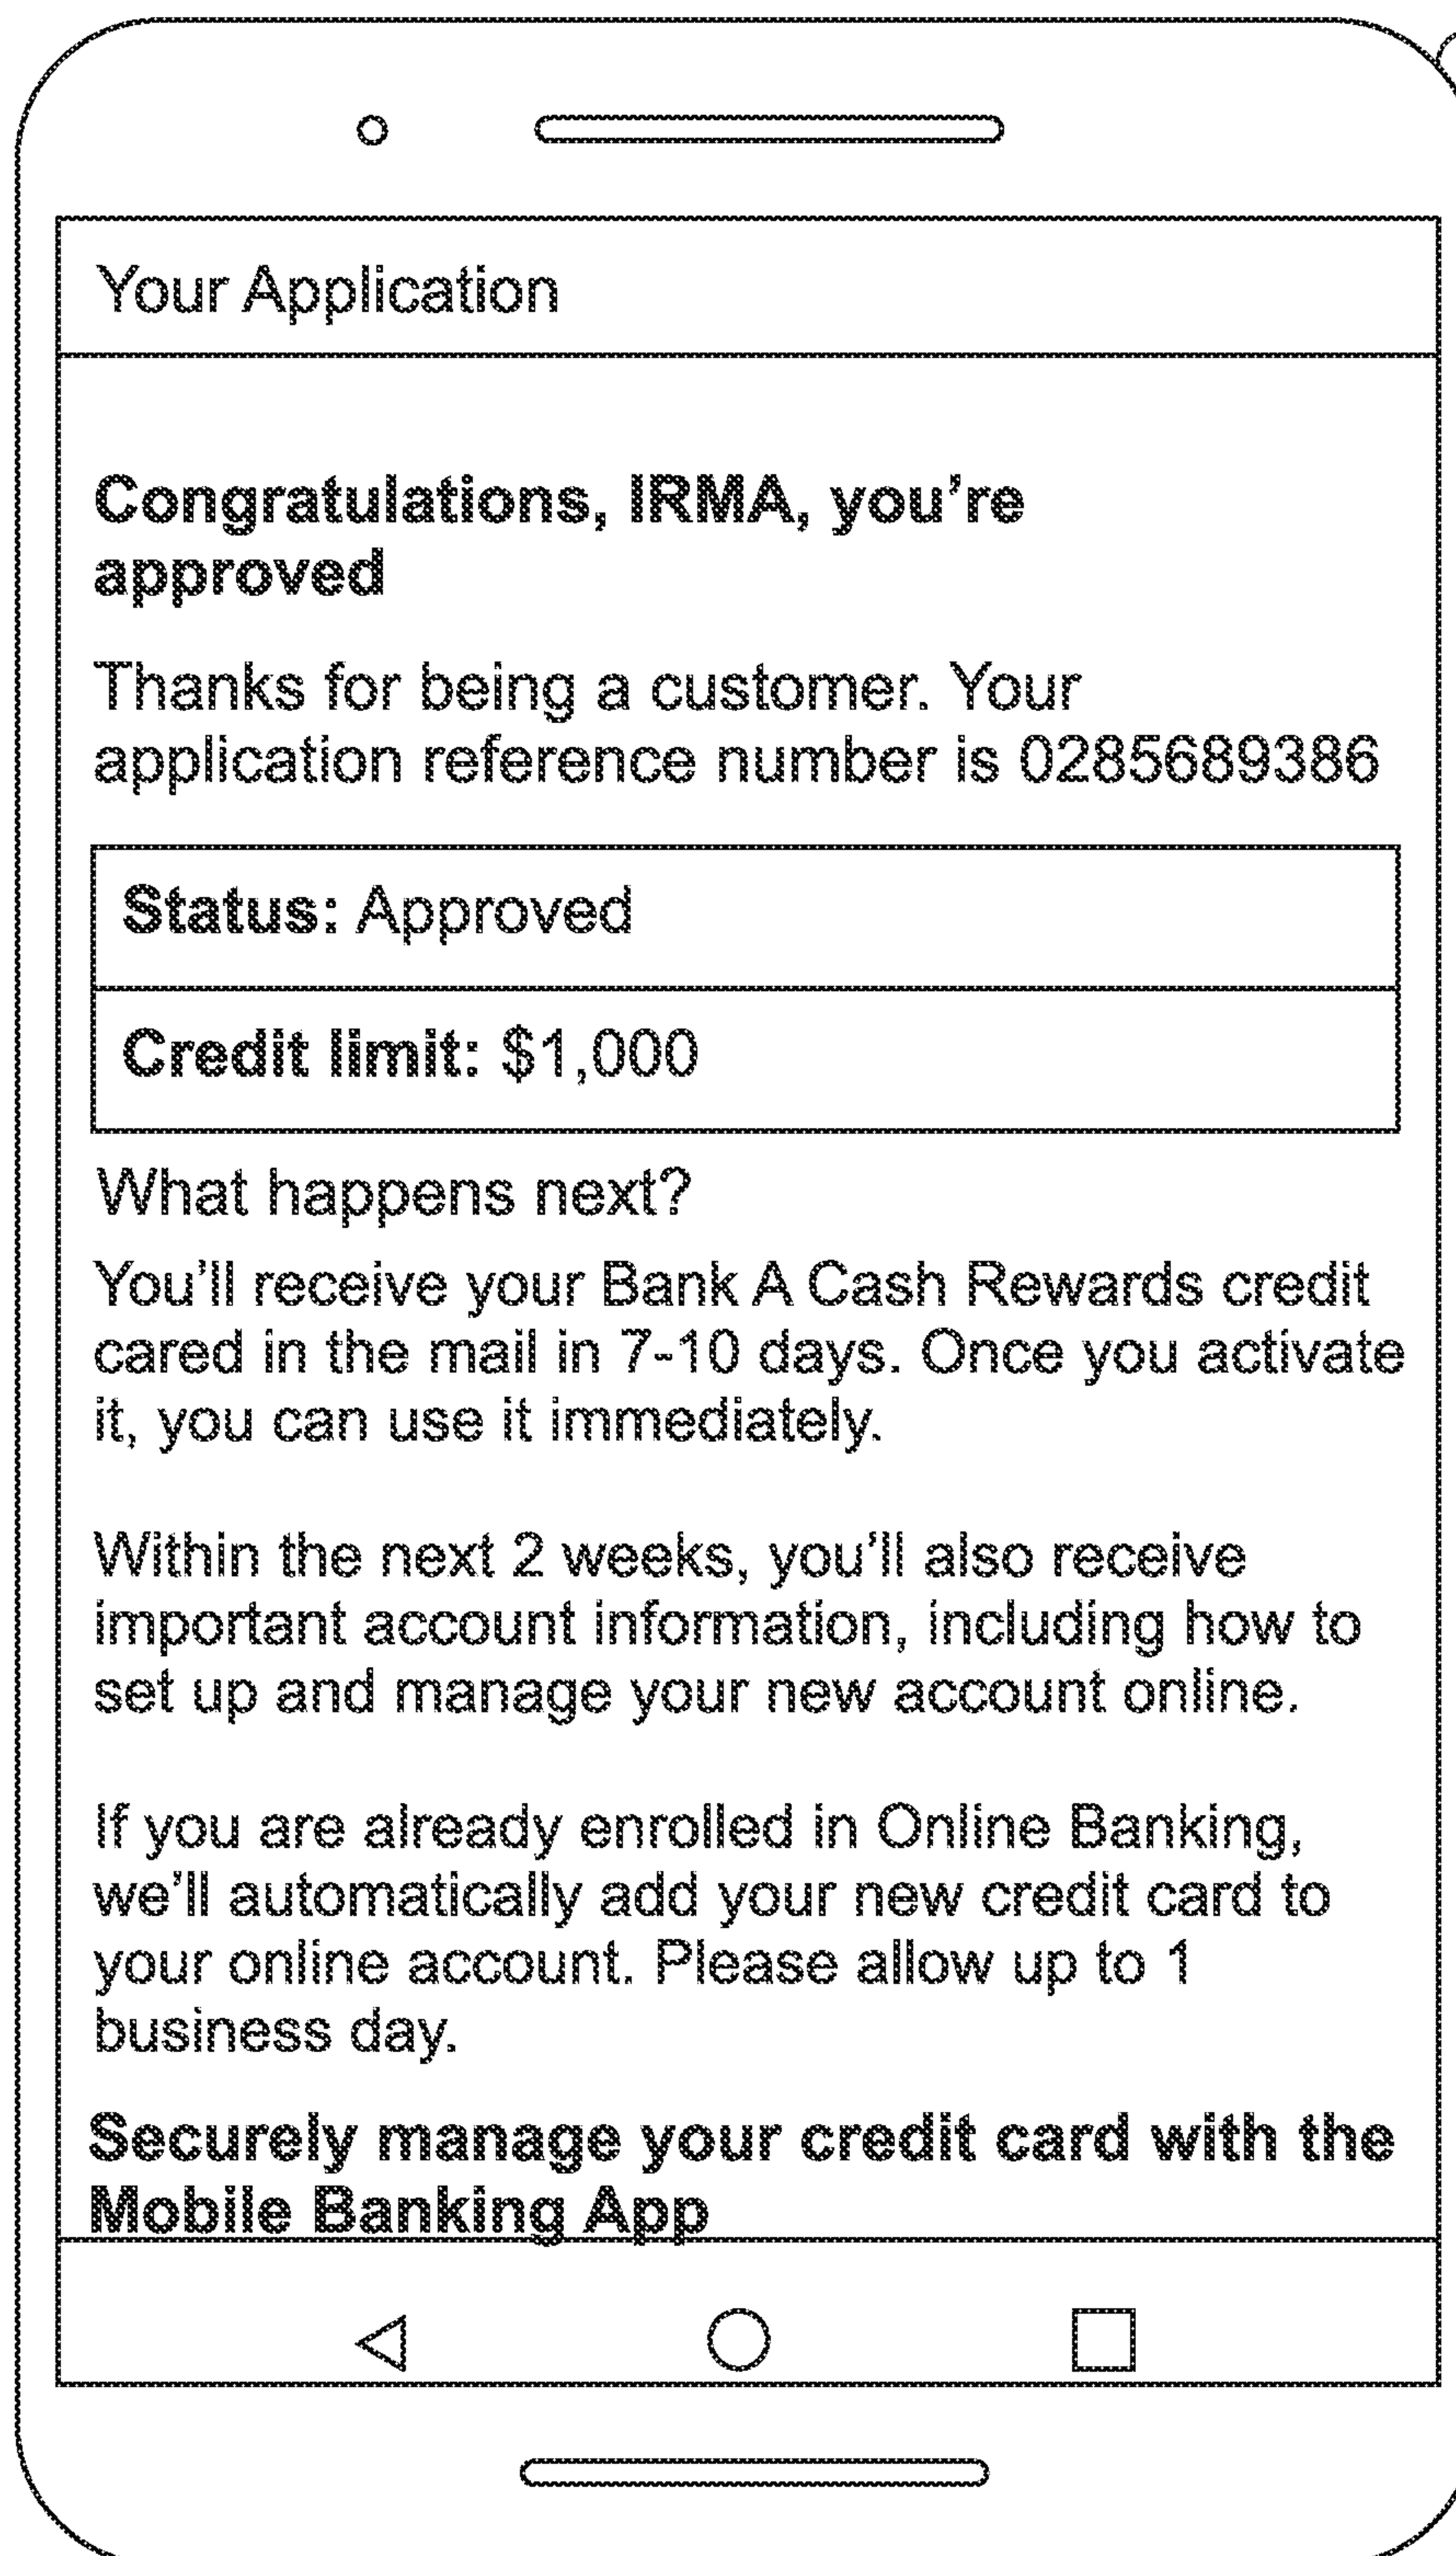 Your Application
Congratulations, IRMA, you're
approved
Thanks for being a customer. Your
application reference number is 0285689386
Status: Approved
Credit limit: $1,000
What happens next?
You'll receive your Bank A Cash Rewards credit
cared in the mail in 7-10 days. Once you activate
it, you can use it immediately.
Within the next 2 weeks, you'll also receive
important account information, including how to
set up and manage your new account online.
If you are already enrolled in Online Banking,
we'll automatically add your new credit card to
your online account. Please allow up to 1
business day.
Securely manage your credit card with the
Mobile Banking App